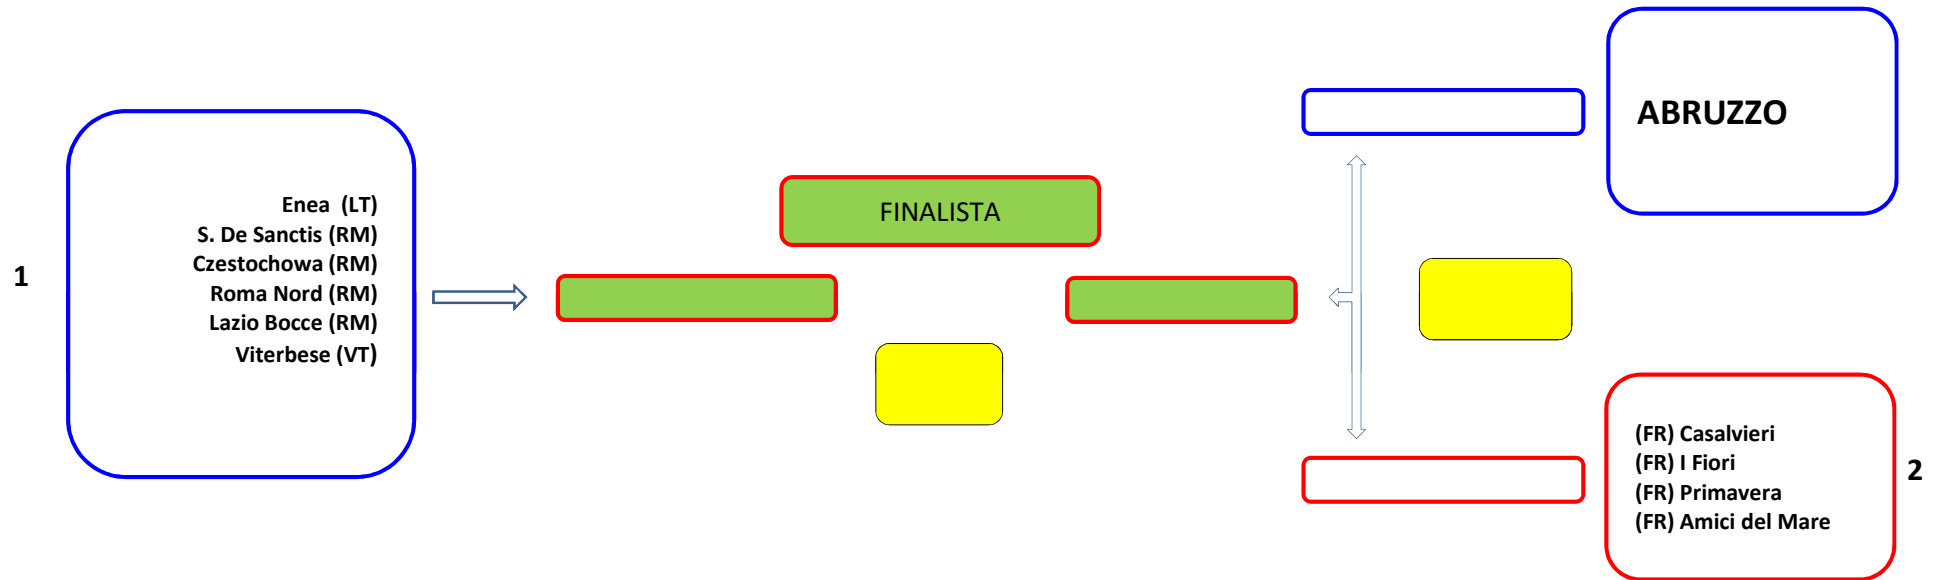 1
Enea (LT)
S. De Sanctis (RM)
Czestochowa (RM)
Roma Nord (RM)
Lazio Bocce (RM)
Viterbese (VT)
FINALISTA
ABRUZZO
(FR) Casalvieri
(FR) I Fiori
(FR) Primavera
(FR) Amici del Mare
2